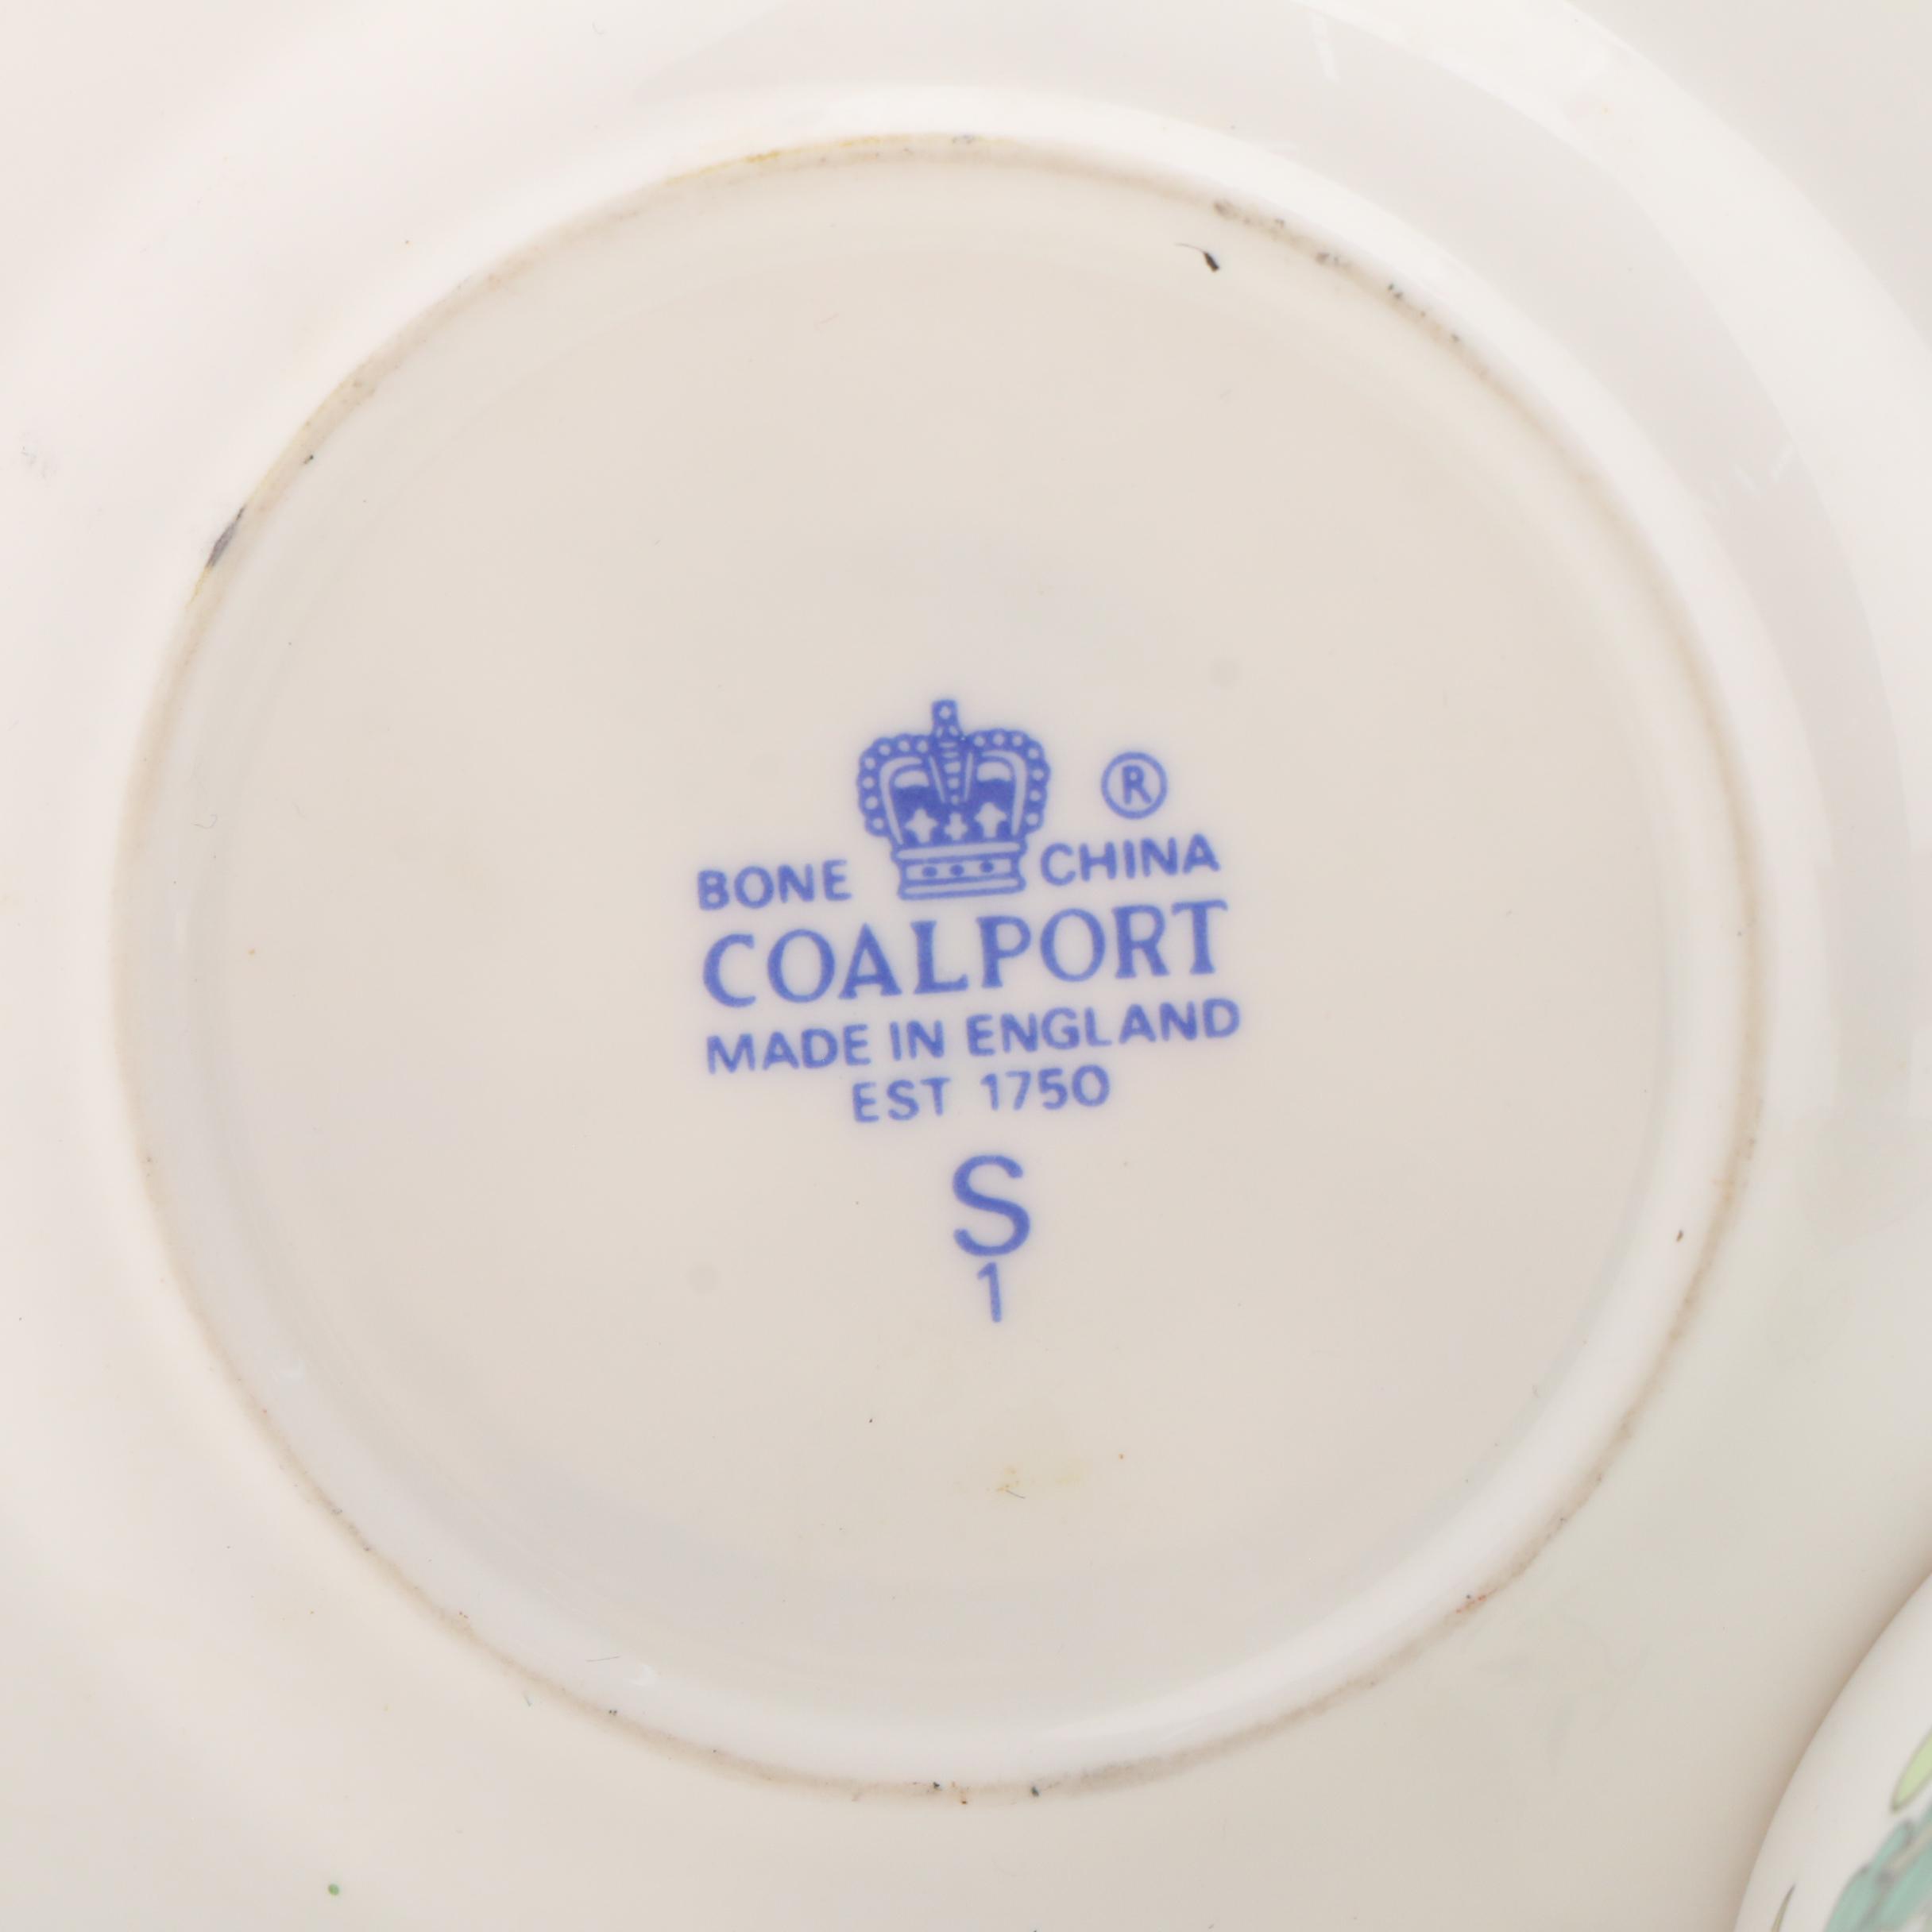 ®
BONE CHINA
COALPORT
MADE IN ENGLAND
EST 1750
S
1